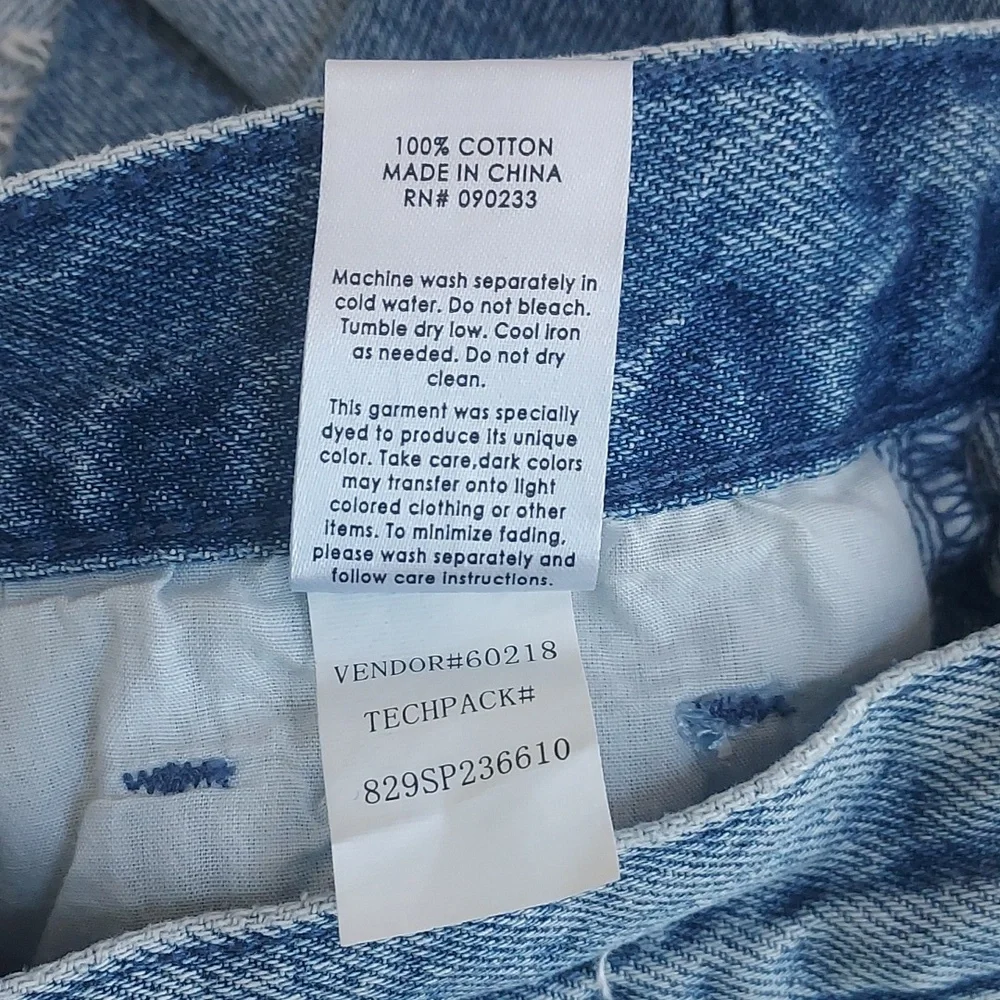 100% COTTON
MADE IN CHINA
RN# 090233
Machine wash separately in
cold water. Do not bleach.
Tumble dry low. Cool Iron
as needed. Do not dry
clean.
This garment was specially
dyed to produce its unique
color. Take care,dark colors
may transfer onto light
colored clothing or other
items. To minimize fading,
please wash separately and
follow care instructions.
VENDOR#60218
TECHPACK#
829SP236610